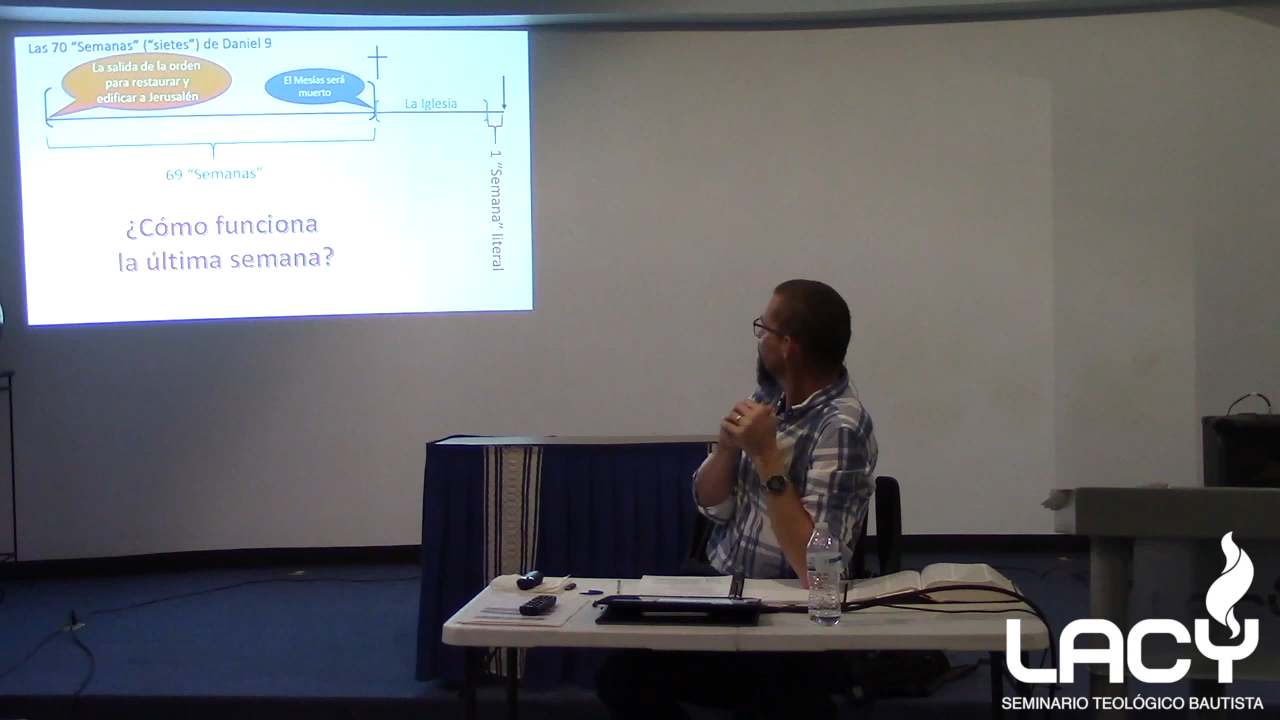 Las 70 "Semanas" ("sietes") de Daniel 9
La salida de la orden
para restaurar y
edificar a Jerusalén
El Mesías será
muerto
La Iglesia
69 "Semanas"
1 "Semana" literal
¿Cómo funciona
la última semana?
LACY
SEMINARIO TEOLÓGICO BAUTISTA